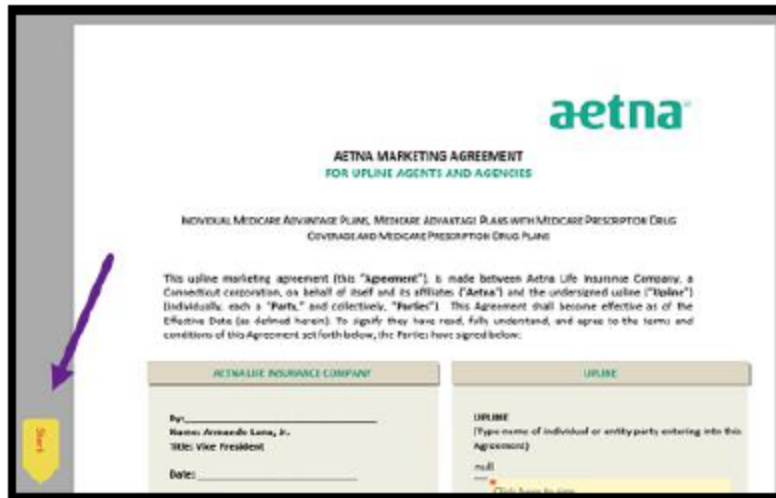 aetna
AETNA MARKETING AGREEMENT
FOR UPLINE AGENTS AND AGENCIES
INDIVIDUAL MEDICARE ADVANTAGE PLANS, MEDICARE ADVANTAGE PLANS WITH MEDICARE PRESCRIPTION DRUG
COVERAGE AND MEDICARE PRESCRIPTION DRUG PLANS
This upline marketing agreement (this "Agreement"), is made between Aetna Life Insurance Company, a
Connecticut corporation, on behalf of itself and its affiliates ("Aetna") and the undersigned upline ("Upline")
(individually, each a "Party," and collectively, "Parties"). This Agreement shall become effective as of the
Effective Date (as defined herein). To signify they have read, fully understand, and agree to the terms and
conditions of this Agreement set forth below, the Parties have signed below:
AETNA LIFE INSURANCE COMPANY
By:
Name: Armando Luna, Jr.
Title: Vice President
Date:
UPLINE
UPLINE
(Type name of individual or entity party entering into this
Agreement)
null
Click here to sign
Start